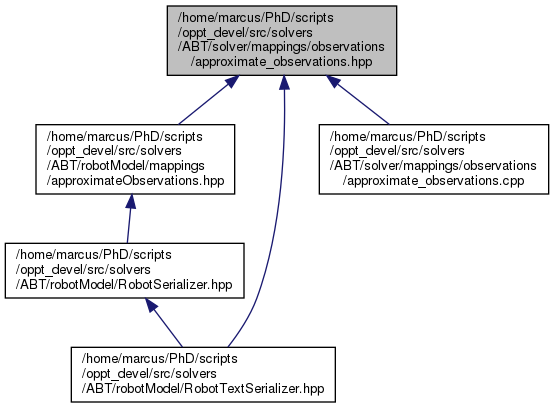 /home/marcus/PhD/scripts
/oppt_devel/src/solvers
/ABT/solver/mappings/observations
/approximate_observations.hpp
/home/marcus/PhD/scripts
/oppt_devel/src/solvers
/ABT/robotModel/mappings
/approximateObservations.hpp
/home/marcus/PhD/scripts
/oppt_devel/src/solvers
/ABT/solver/mappings/observations
/approximate_observations.cpp
/home/marcus/PhD/scripts
/oppt_devel/src/solvers
/ABT/robotModel/RobotSerializer.hpp
/home/marcus/PhD/scripts
/oppt_devel/src/solvers
/ABT/robotModel/RobotTextSerializer.hpp